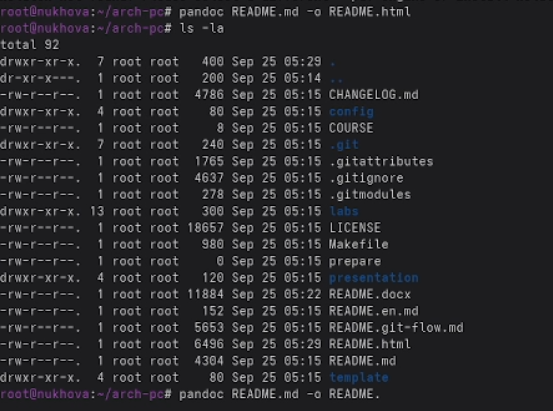 root@nukhova:~/arch-pc# pandoc README.md -o README.html
root@nukhova:~/arch-pc# ls -la
total 92
drwxr-xr-x. 7 root root 400 Sep 25 05:29 .
dr-xr-x---. 1 root root 200 Sep 25 05:14 ..
-rw-r--r--. 1 root root 4786 Sep 25 05:15 CHANGELOG.md
drwxr-xr-x. 4 root root 80 Sep 25 05:15 config
-rw-r--r--. 1 root root 8 Sep 25 05:15 COURSE
drwxr-xr-x. 7 root root 240 Sep 25 05:15 .git
-rw-r--r--. 1 root root 1765 Sep 25 05:15 .gitattributes
-rw-r--r--. 1 root root 4637 Sep 25 05:15 .gitignore
-rw-r--r--. 1 root root 278 Sep 25 05:15 .gitmodules
drwxr-xr-x. 13 root root 300 Sep 25 05:15 labs
-rw-r--r--. 1 root root 18657 Sep 25 05:15 LICENSE
-rw-r--r--. 1 root root 980 Sep 25 05:15 Makefile
-rw-r--r--. 1 root root 0 Sep 25 05:15 prepare
drwxr-xr-x. 4 root root 120 Sep 25 05:15 presentation
-rw-r--r--. 1 root root 11884 Sep 25 05:22 README.docx
-rw-r--r--. 1 root root 152 Sep 25 05:15 README.en.md
-rw-r--r--. 1 root root 5653 Sep 25 05:15 README.git-flow.md
-rw-r--r--. 1 root root 6496 Sep 25 05:29 README.html
-rw-r--r--. 1 root root 4304 Sep 25 05:15 README.md
drwxr-xr-x. 4 root root 80 Sep 25 05:15 template
root@nukhova:~/arch-pc# pandoc README.md -o README.